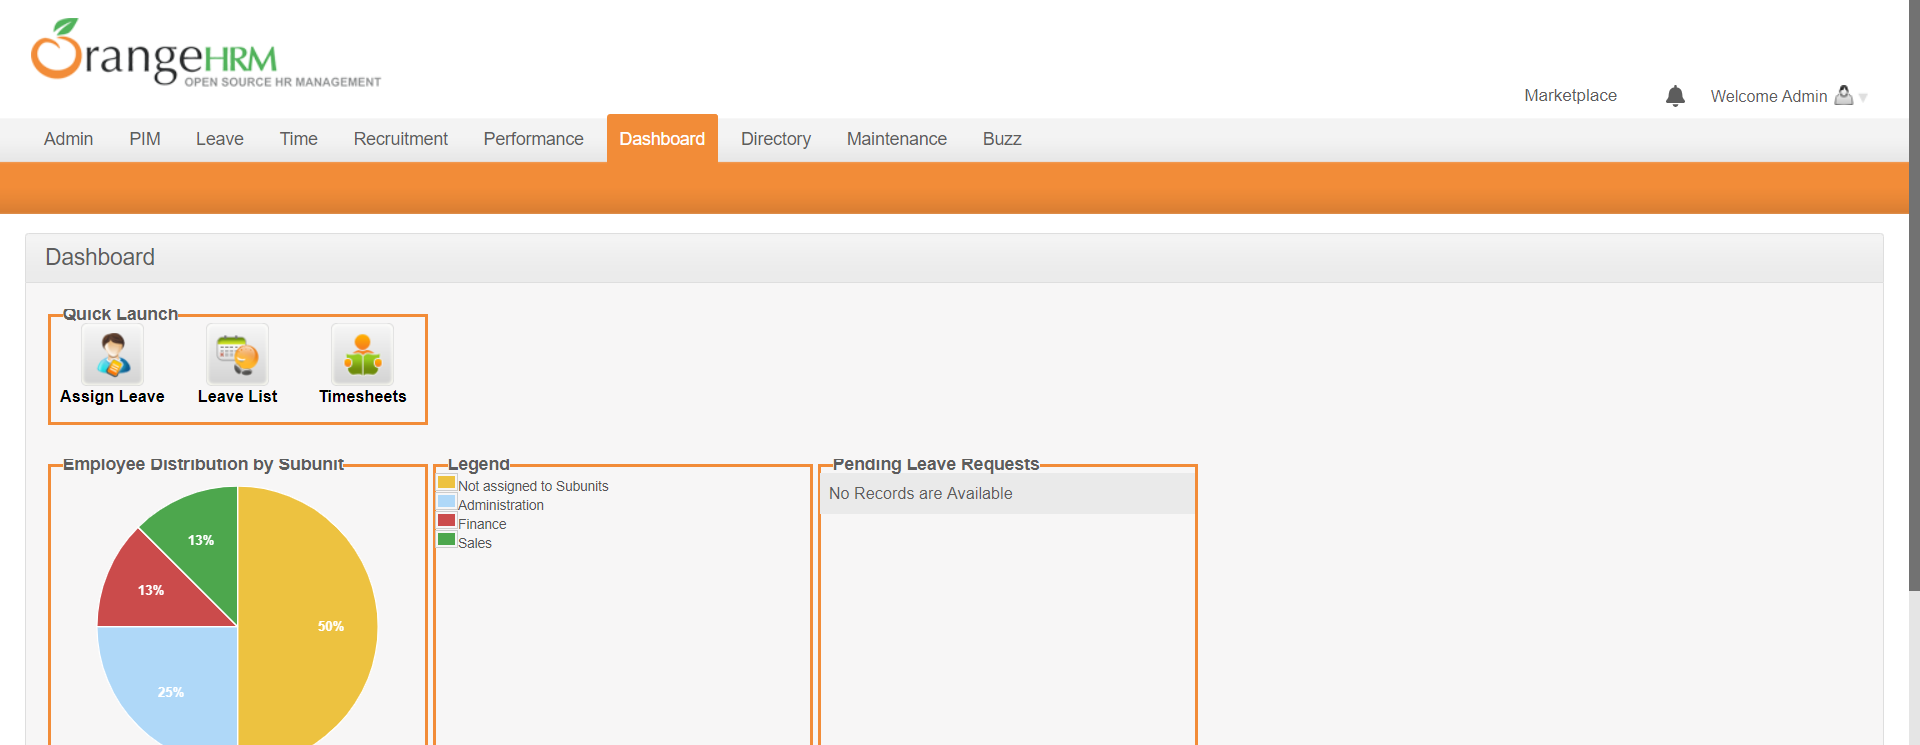 OrangeHRM
OPEN SOURCE HR MANAGEMENT
Marketplace
Welcome Admin
Admin PIM Leave Time Recruitment Performance Dashboard Directory Maintenance Buzz
Dashboard
Quick Launch
Assign Leave Leave List Timesheets
Employee Distribution by Subunit
13%
13%
50%
25%
Legend
Not assigned to Subunits
Administration
Finance
Sales
Pending Leave Requests
No Records are Available